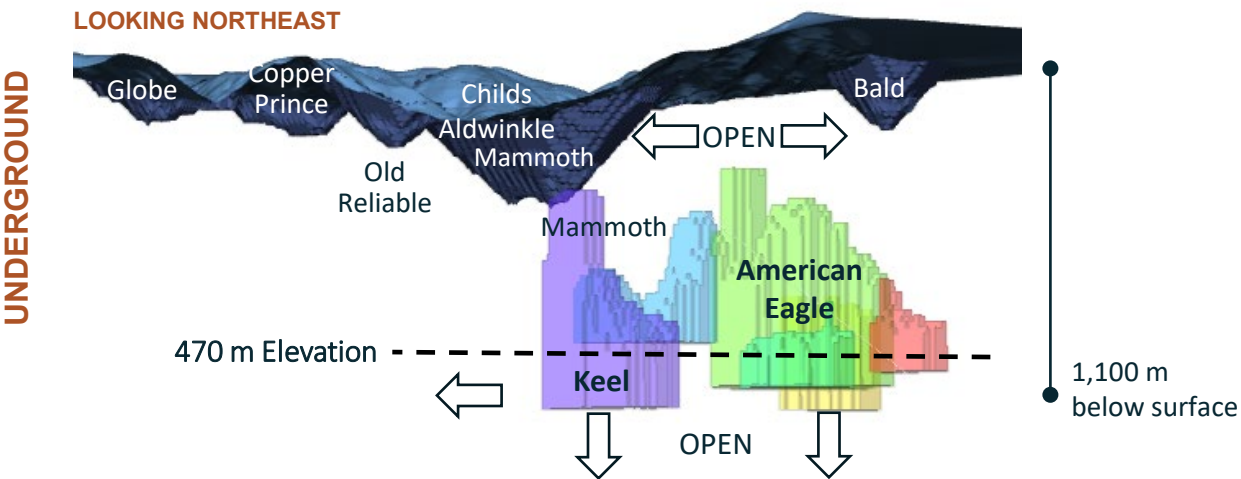 LOOKING NORTHEAST
UNDERGROUND
Globe
Copper
Prince
Childs
Aldwinkle
Mammoth
Bald
OPEN
Old
Reliable
Mammoth
American
Eagle
470 m Elevation
Keel
1,100 m
below surface
OPEN